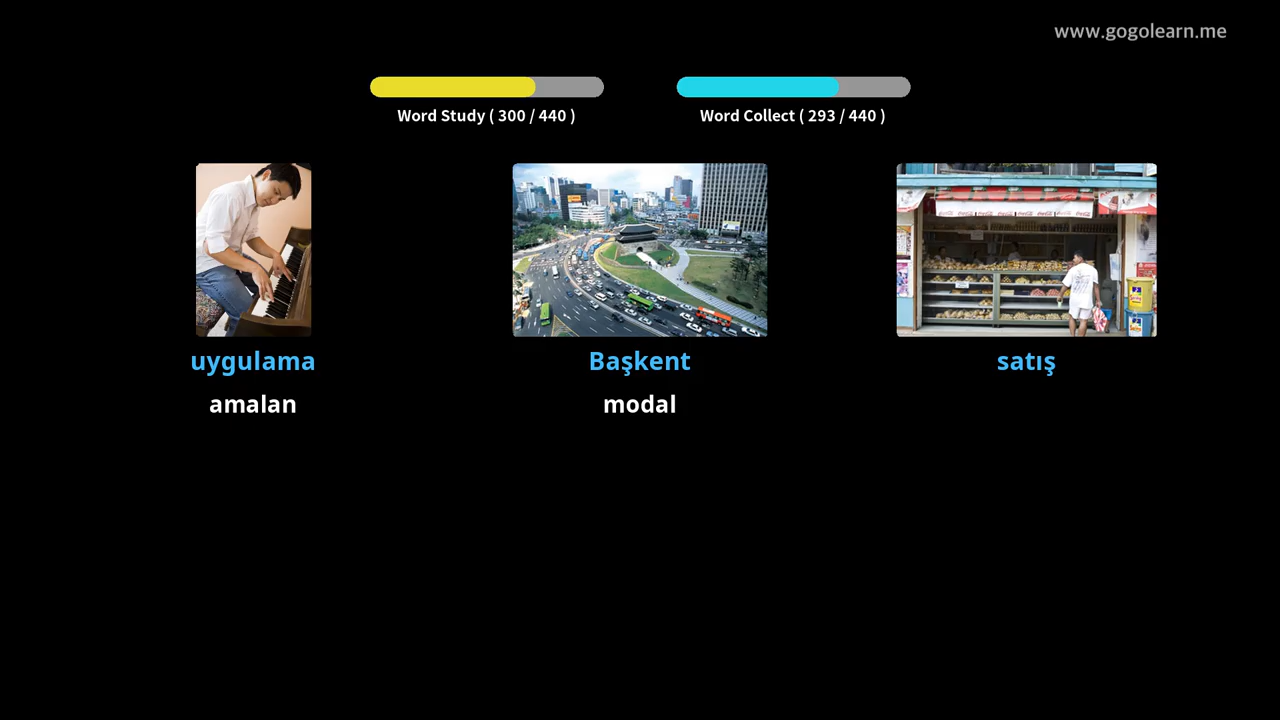 www.gogolearn.me
Word Study ( 300 / 440 )
Word Collect ( 293 / 440 )
uygulama
Başkent
satış
amalan
modal